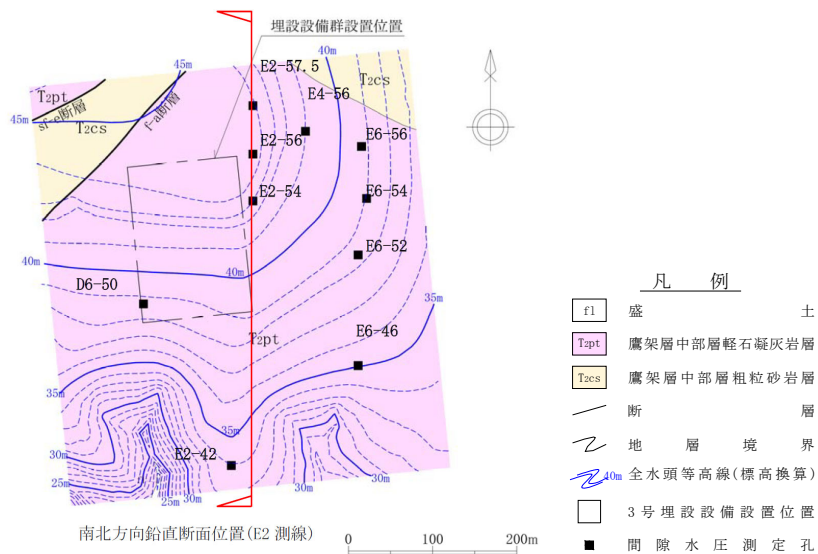 埋設設備群設置位置
45m
40m
E2-57.5
T2cs
T2pt
E4-56
sf-e断層
f-a断層
45m
T2cs
E2-56
E6-56
E2-54
E6-54
E6-52
40m
40m
D6-50
35m
E6-46
T2pt
35m
35m
E2-42
30m
30m
25m
25m
30m
30m
南北方向鉛直断面位置(E2 測線)
0 100 200m
凡 例
fl 盛 土
T2pt 鷹架層中部層軽石凝灰岩層
T2cs 鷹架層中部層粗粒砂岩層
断 層
地 層 境 界
40m 全水頭等高線(標高換算)
3号埋設設備設置位置
間隙水圧測定孔